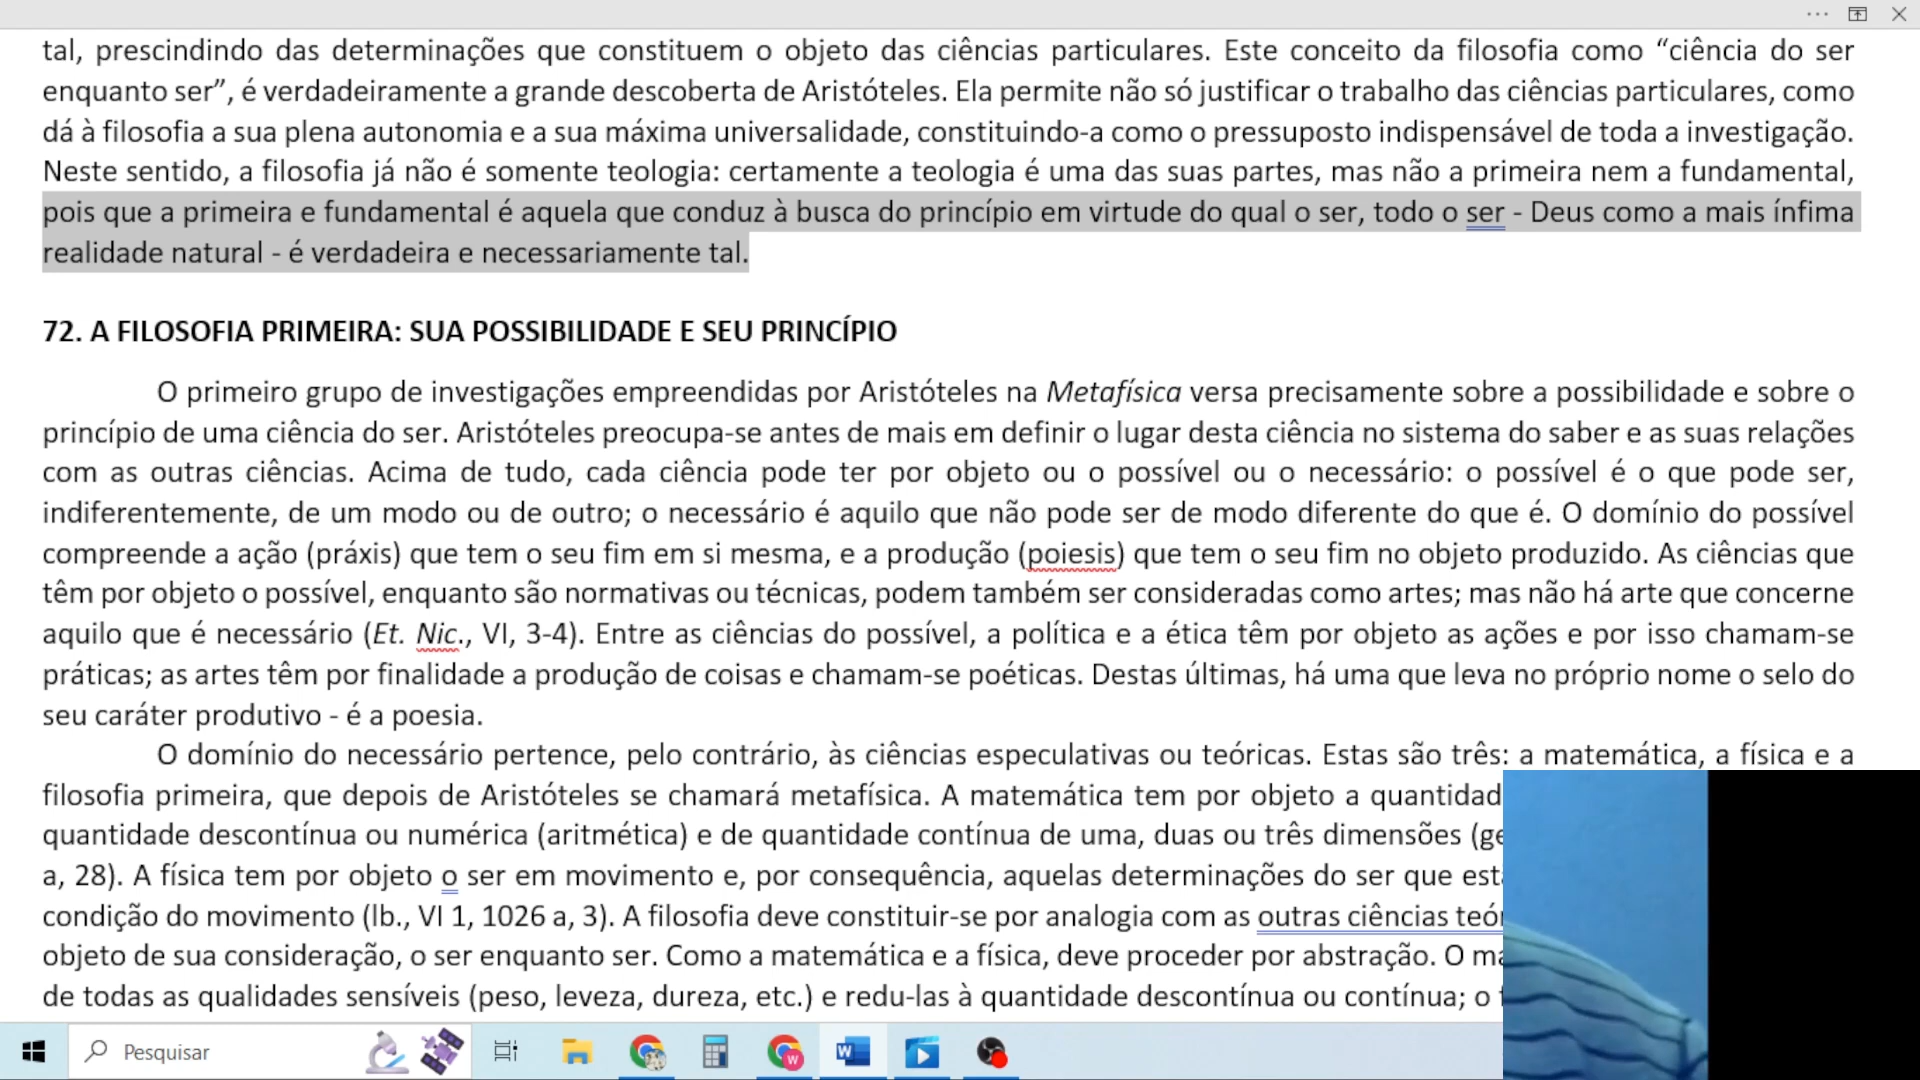 tal, prescindindo das determinações que constituem o objeto das ciências particulares. Este conceito da filosofia como “ciência do ser
enquanto ser”, é verdadeiramente a grande descoberta de Aristóteles. Ela permite não só justificar o trabalho das ciências particulares, como
dá à filosofia a sua plena autonomia e a sua máxima universalidade, constituindo-a como o pressuposto indispensável de toda a investigação.
Neste sentido, a filosofia já não é somente teologia: certamente a teologia é uma das suas partes, mas não a primeira nem a fundamental,
pois que a primeira e fundamental é aquela que conduz à busca do princípio em virtude do qual o ser, todo o ser - Deus como a mais ínfima
realidade natural - é verdadeira e necessariamente tal.
72. A FILOSOFIA PRIMEIRA: SUA POSSIBILIDADE E SEU PRINCÍPIO
O primeiro grupo de investigações empreendidas por Aristóteles na Metafísica versa precisamente sobre a possibilidade e sobre o
princípio de uma ciência do ser. Aristóteles preocupa-se antes de mais em definir o lugar desta ciência no sistema do saber e as suas relações
com as outras ciências. Acima de tudo, cada ciência pode ter por objeto ou o possível ou o necessário: o possível é o que pode ser,
indiferentemente, de um modo ou de outro; o necessário é aquilo que não pode ser de modo diferente do que é. O domínio do possível
compreende a ação (práxis) que tem o seu fim em si mesma, e a produção (poiesis) que tem o seu fim no objeto produzido. As ciências que
têm por objeto o possível, enquanto são normativas ou técnicas, podem também ser consideradas como artes; mas não há arte que concerne
aquilo que é necessário (Et. Nic., VI, 3-4). Entre as ciências do possível, a política e a ética têm por objeto as ações e por isso chamam-se
práticas; as artes têm por finalidade a produção de coisas e chamam-se poéticas. Destas últimas, há uma que leva no próprio nome o selo do
seu caráter produtivo - é a poesia.
O domínio do necessário pertence, pelo contrário, às ciências especulativas ou teóricas. Estas são três: a matemática, a física e a
filosofia primeira, que depois de Aristóteles se chamará metafísica. A matemática tem por objeto a quantidad
quantidade descontínua ou numérica (aritmética) e de quantidade contínua de uma, duas ou três dimensões
a, 28). A física tem por objeto o ser em movimento e, por consequência, aquelas determinações do ser que
condição do movimento (lb., VI 1, 1026 a, 3). A filosofia deve constituir-se por analogia com as outras ciências
objeto de sua consideração, o ser enquanto ser. Como a matemática e a física, deve proceder por abstração. O
de todas as qualidades sensíveis (peso, leveza, dureza, etc.) e redu-las à quantidade descontínua ou contínua; o
Pesquisar